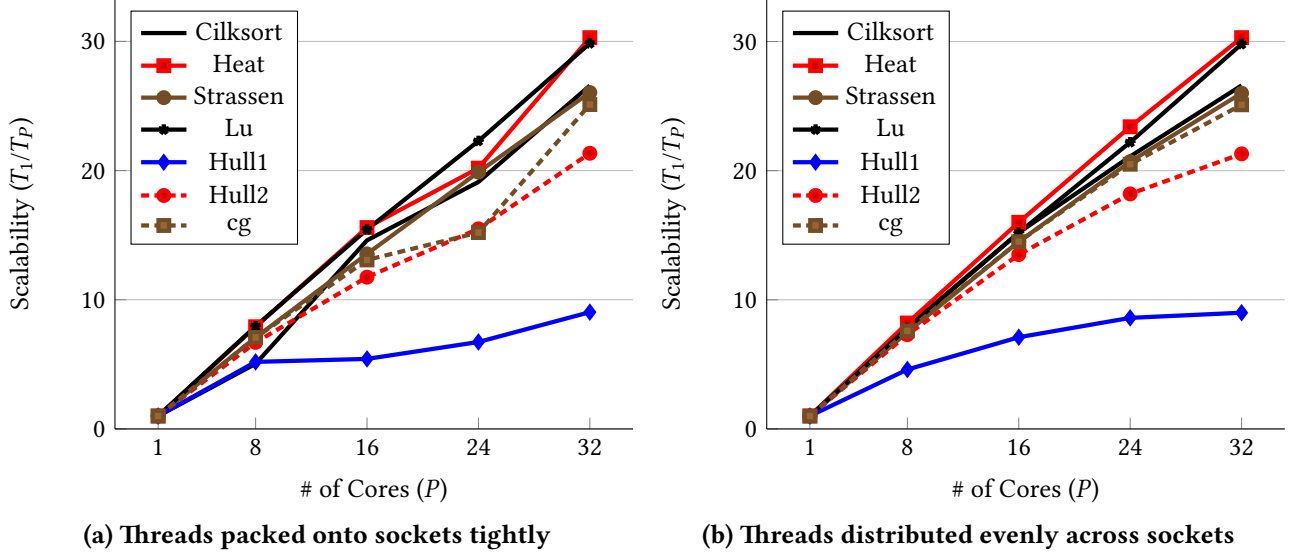 Scalability (T₁/T_P)
30
20
10
0
Cilksort
Heat
Strassen
Lu
Hull1
Hull2
cg
1 8 16 24 32
# of Cores (P)
(a) Threads packed onto sockets tightly
Scalability (T₁/T_P)
30
20
10
0
Cilksort
Heat
Strassen
Lu
Hull1
Hull2
cg
1 8 16 24 32
# of Cores (P)
(b) Threads distributed evenly across sockets